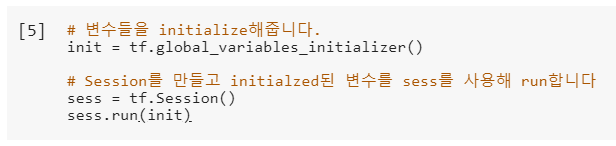 [5] # 변수들을 initialize해줍니다.
init = tf.global_variables_initializer()
# Session를 만들고 initialzed된 변수를 sess를 사용해 run합니다
sess = tf.Session()
sess.run(init)